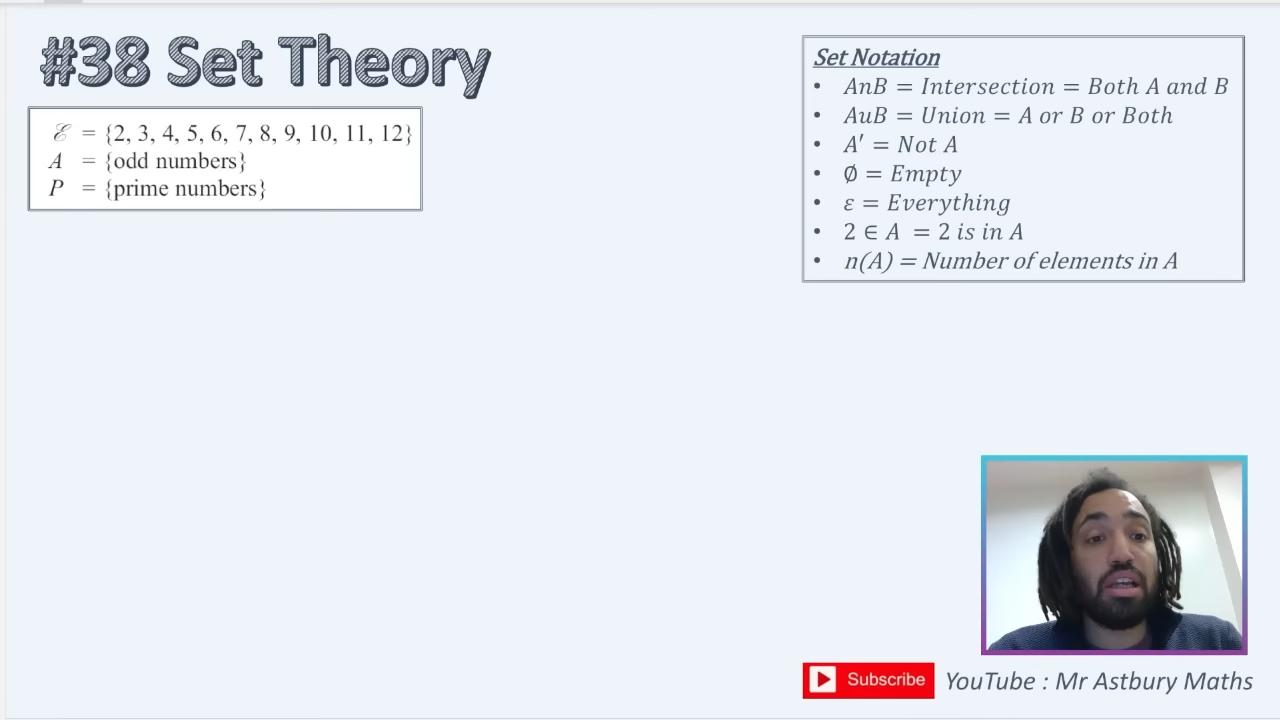 #38 Set Theory
ℰ = {2, 3, 4, 5, 6, 7, 8, 9, 10, 11, 12}
A = {odd numbers}
P = {prime numbers}
Set Notation
• AnB = Intersection = Both A and B
• AuB = Union = A or B or Both
• A′ = Not A
• ∅ = Empty
• ε = Everything
• 2 ∈ A = 2 is in A
• n(A) = Number of elements in A
Subscribe
YouTube : Mr Astbury Maths